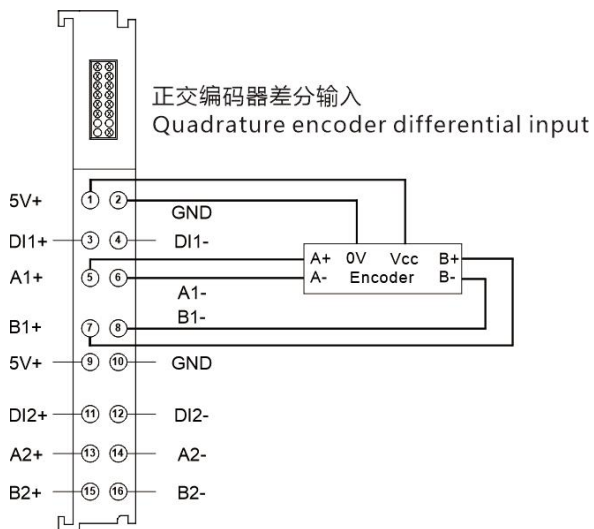 正交编码器差分输入
Quadrature encoder differential input
5V+ 1 2 GND
DI1+ 3 4 DI1-
A1+ 5 6 A1-
B1+ 7 8 B1-
5V+ 9 10 GND
DI2+ 11 12 DI2-
A2+ 13 14 A2-
B2+ 15 16 B2-
A+ 0V Vcc B+
A- Encoder B-